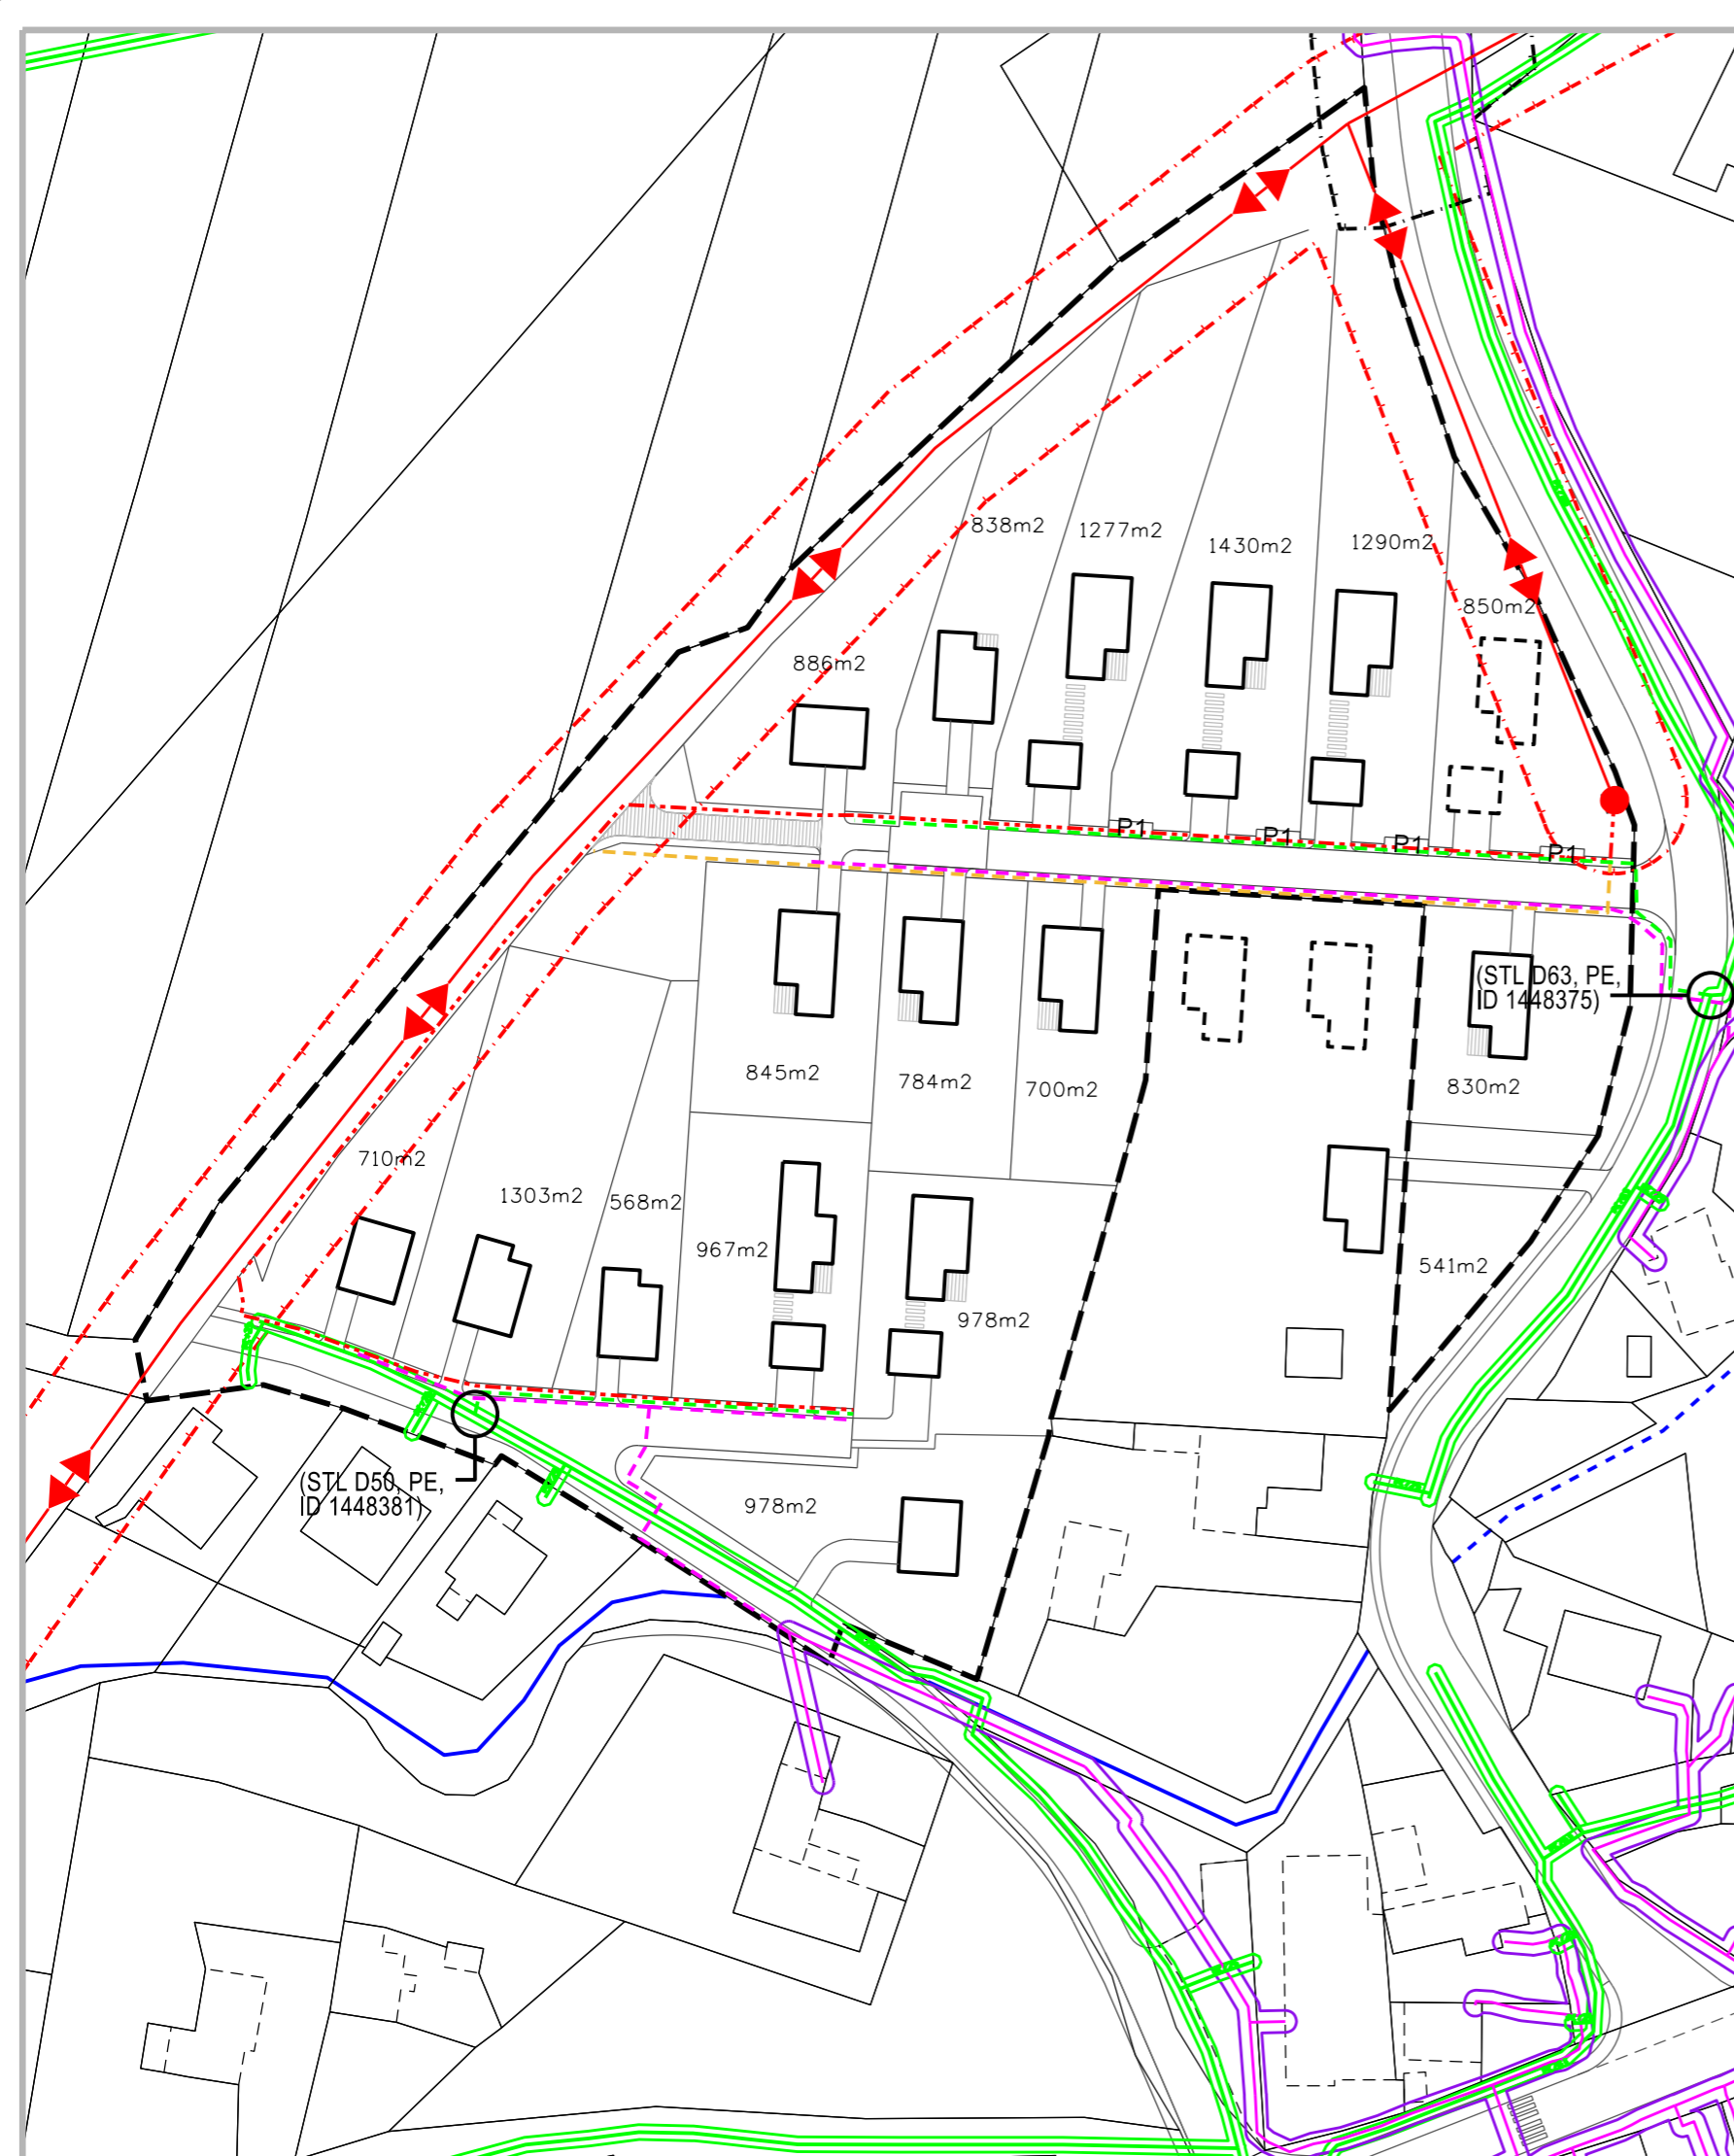 838m2
1277m2
1430m2
1290m2
850m2
886m2
P1
P1
P1
P1
(STL D63, PE,
ID 1448375)
845m2
784m2
700m2
830m2
710m2
1303m2
568m2
967m2
541m2
978m2
(STL D50, PE,
ID 1448381)
978m2